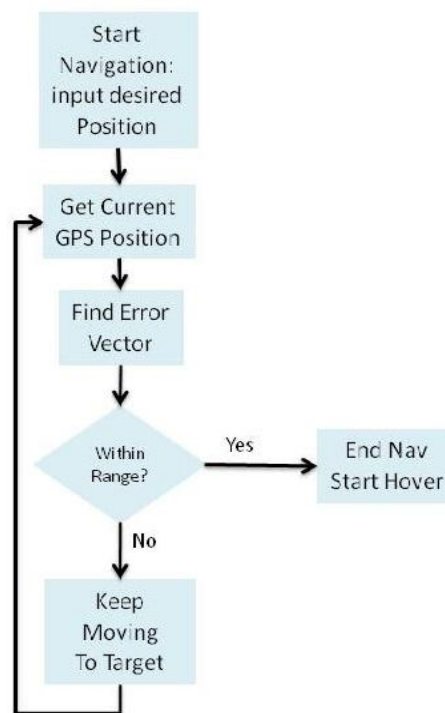 Start
Navigation:
input desired
Position
Get Current
GPS Position
Find Error
Vector
Within
Range?
Yes
End Nav
Start Hover
No
Keep
Moving
To Target